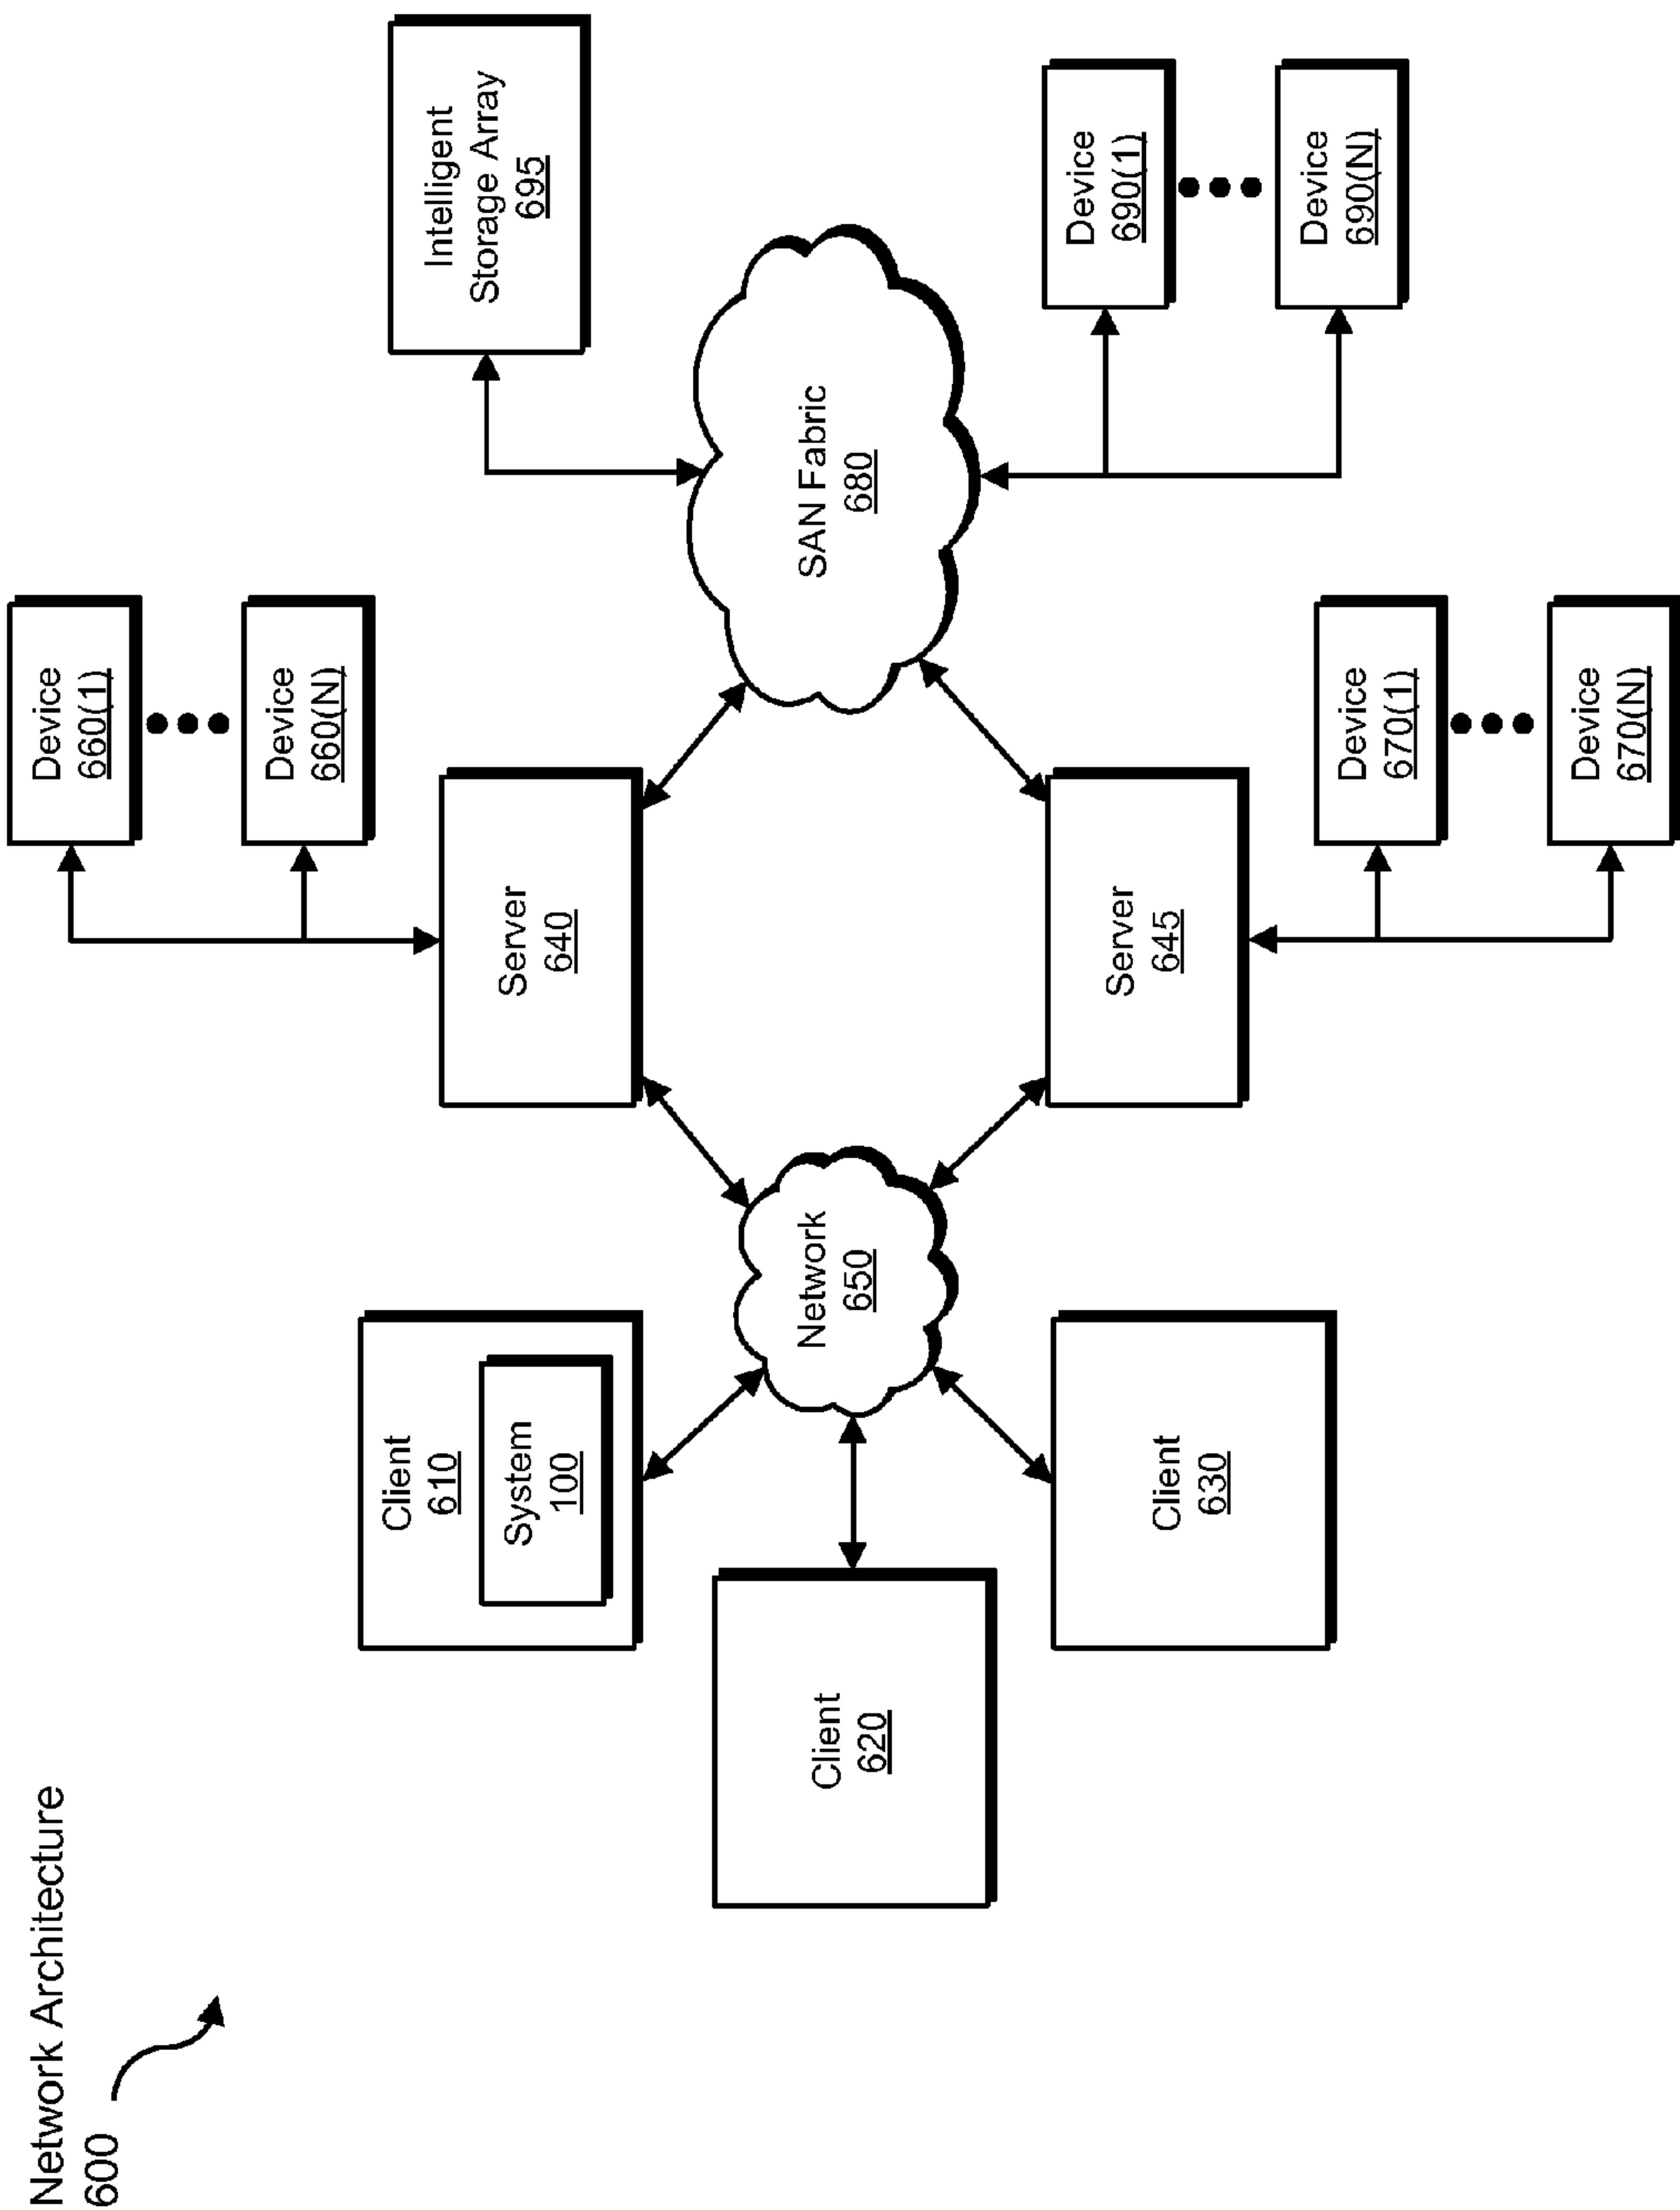 Network Architecture
600
Client
610
System
100
Client
620
Client
630
Network
650
Server
640
Server
645
Device
660(1)
Device
660(N)
Device
670(1)
Device
670(N)
SAN Fabric
680
Intelligent
Storage Array
695
Device
690(1)
Device
690(N)